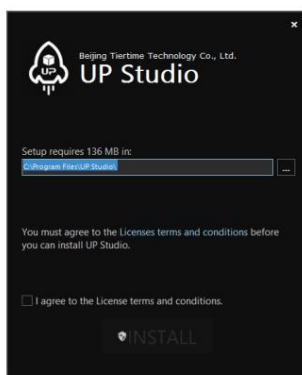 ×
Beijing Tiertime Technology Co., Ltd.
UP
UP Studio
Setup requires 136 MB in:
C:\Program Files\UP Studio\
...
You must agree to the Licenses terms and conditions before
you can install UP Studio.
I agree to the License terms and conditions.
INSTALL